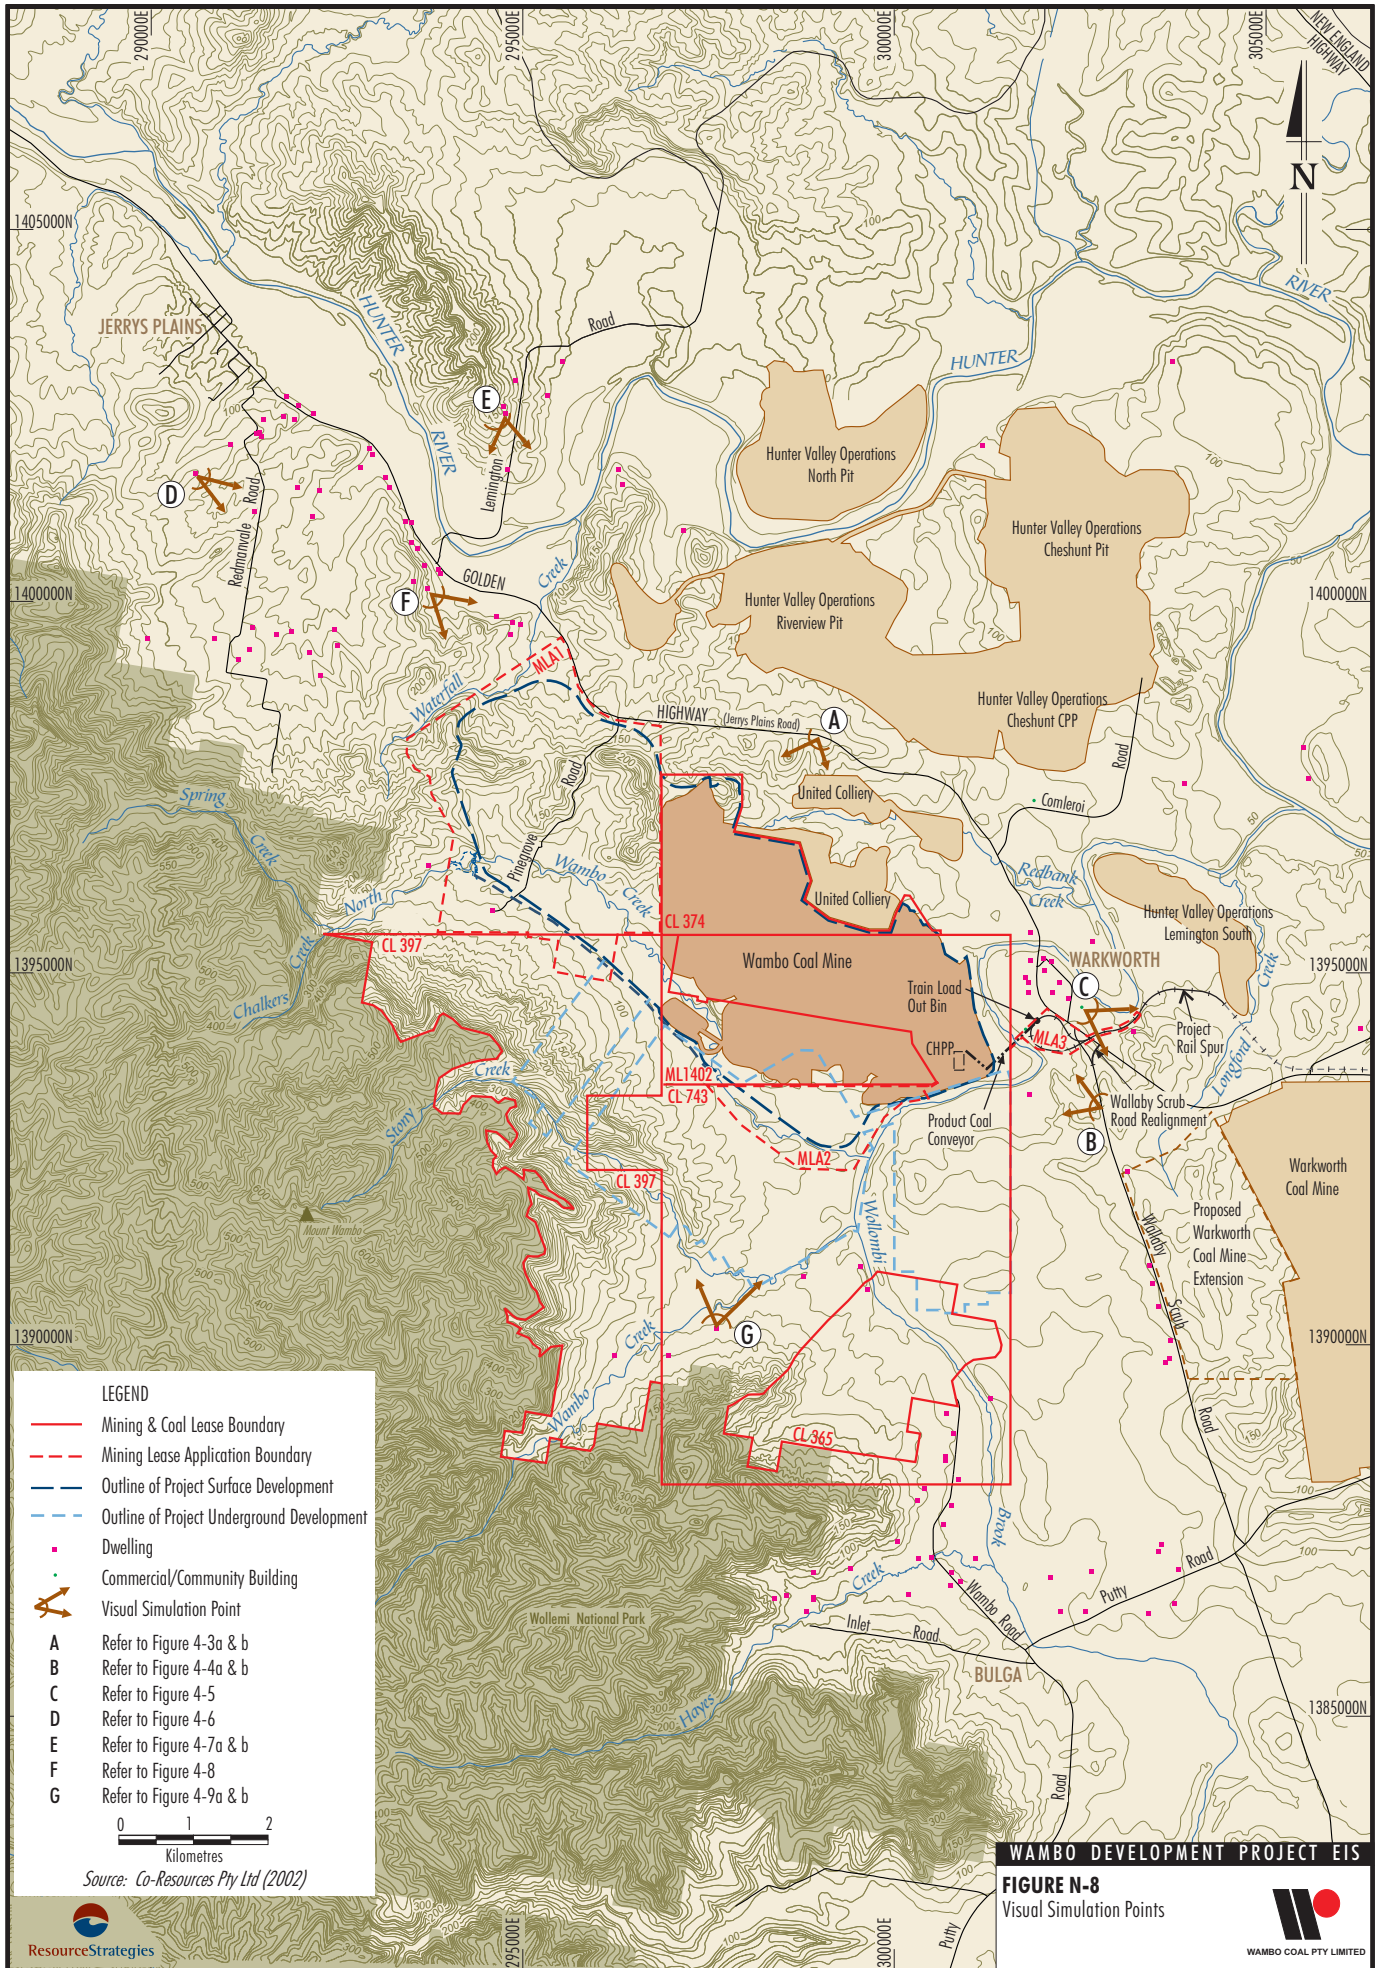 290000E
295000E
300000E
305000E
NEW ENGLAND
HIGHWAY
N
1405000N
1405000N
RIVER
HUNTER
JERRYS PLAINS
Road
HUNTER
E
RIVER
Lemington
Hunter Valley Operations
North Pit
D
Redmanvale Road
Hunter Valley Operations
Cheshunt Pit
Creek
GOLDEN
1400000N
1400000N
F
Hunter Valley Operations
Riverview Pit
MLA1
Waterfall
Hunter Valley Operations
Cheshunt CPP
HIGHWAY (Jerrys Plains Road)
A
Road
Road
Spring
United Colliery
Comleroi
Creek
Pinegrove
Wambo
Creek
Redbank
Creek
North
United Colliery
Hunter Valley Operations
Lemington South
CL 374
CL 397
Creek
Wambo Coal Mine
WARKWORTH
1395000N
1395000N
Creek
Chalkers
Train Load
Out Bin
C
Project
Rail Spur
MLA3
CHPP
Longford
Creek
ML1402
CL 743
Stony
Product Coal
Conveyor
Wallaby Scrub
Road Realignment
B
MLA2
CL 397
Warkworth
Coal Mine
Mount Wambo
Wollombi
Wallaby
Proposed
Warkworth
Coal Mine
Extension
Scrub
1390000N
1390000N
Creek
G
Wambo
Road
CL 365
Brook
Creek
Wambo Road
Putty
Road
Wollemi National Park
Inlet
Road
BULGA
Hayes
1385000N
Road
Putty
295000E
300000E
LEGEND
Mining & Coal Lease Boundary
Mining Lease Application Boundary
Outline of Project Surface Development
Outline of Project Underground Development
Dwelling
Commercial/Community Building
Visual Simulation Point
A Refer to Figure 4-3a & b
B Refer to Figure 4-4a & b
C Refer to Figure 4-5
D Refer to Figure 4-6
E Refer to Figure 4-7a & b
F Refer to Figure 4-8
G Refer to Figure 4-9a & b
0 1 2
Kilometres
Source: Co-Resources Pty Ltd (2002)
ResourceStrategies
WAMBO DEVELOPMENT PROJECT EIS
FIGURE N-8
Visual Simulation Points
WAMBO COAL PTY LIMITED